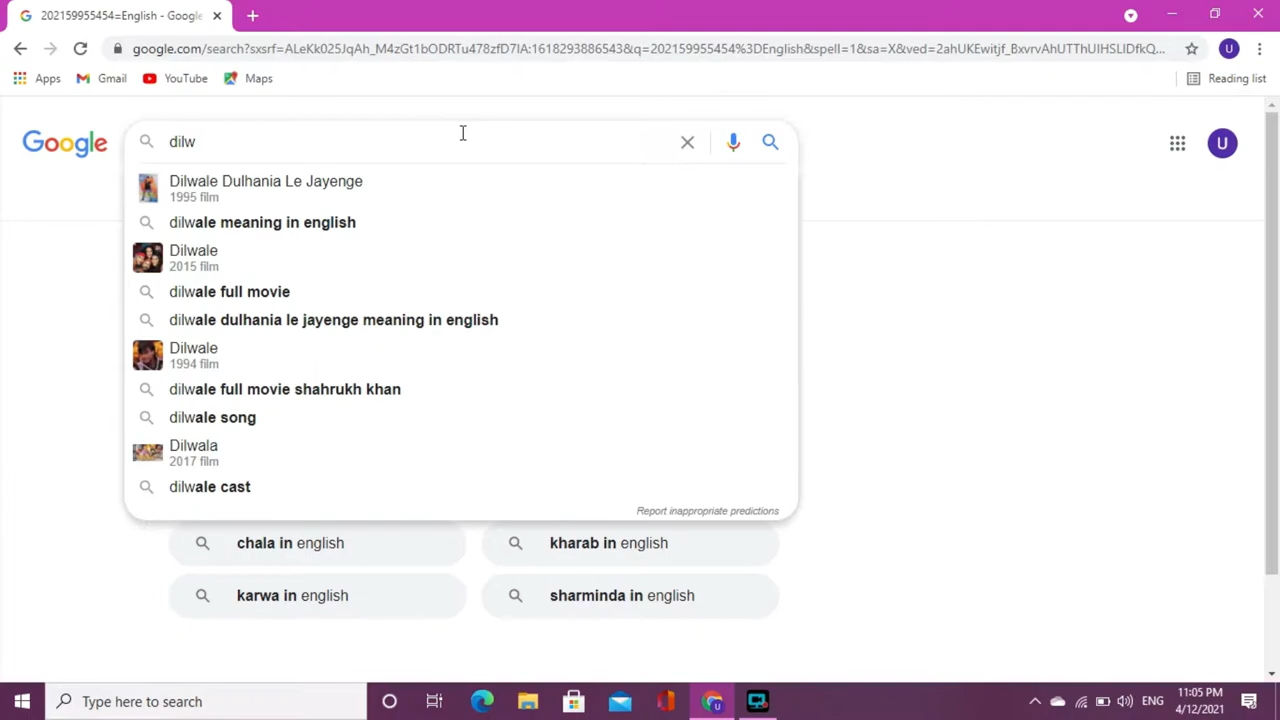 202159955454=English - Google
google.com/search?sxsrf=ALeKk025JqAh_M4zGt1bODRTu478zfD7IA:1618293886543&q=202159955454%3DEnglish&spell=1&sa=X&ved=2ahUKEwitjf_BxvrvAhUTThUIHSLIDfkQ...
U
Apps
Gmail
YouTube
Maps
Reading list
Google
dilw
U
Dilwale Dulhania Le Jayenge
1995 film
dilwale meaning in english
Dilwale
2015 film
dilwale full movie
dilwale dulhania le jayenge meaning in english
Dilwale
1994 film
dilwale full movie shahrukh khan
dilwale song
Dilwala
2017 film
dilwale cast
Report inappropriate predictions
chala in english
kharab in english
karwa in english
sharminda in english
Type here to search
ENG
11:05 PM
4/12/2021